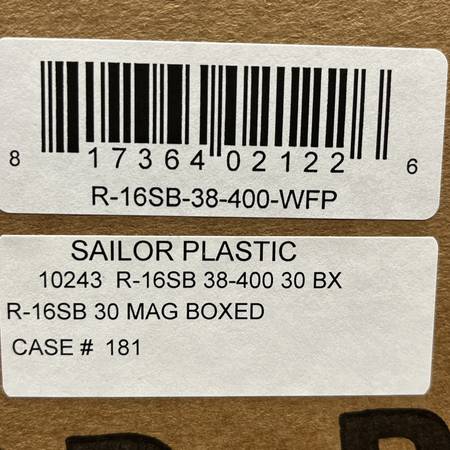 8 17364 02122 6
R-16SB-38-400-WFP
SAILOR PLASTIC
10243 R-16SB 38-400 30 BX
R-16SB 30 MAG BOXED
CASE # 181